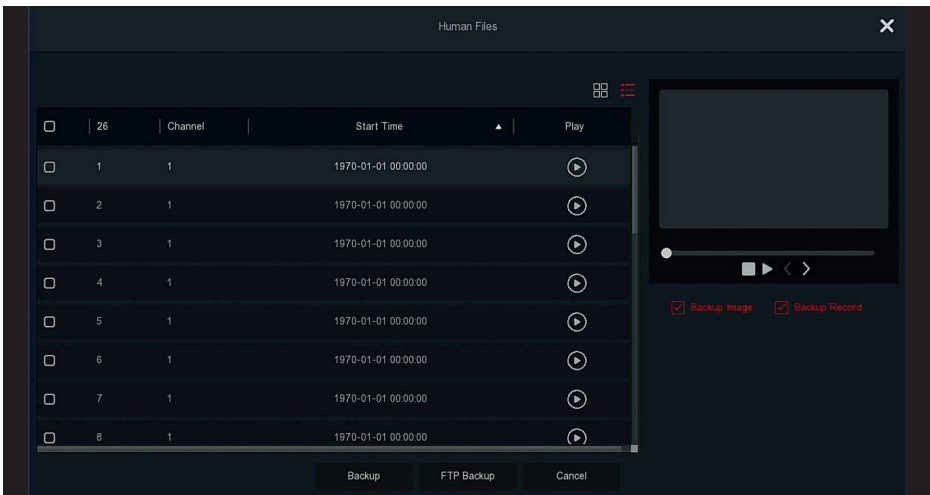 Human Files
26 Channel Start Time Play
1 1 1970-01-01 00:00:00
2 1 1970-01-01 00:00:00
3 1 1970-01-01 00:00:00
4 1 1970-01-01 00:00:00
5 1 1970-01-01 00:00:00
6 1 1970-01-01 00:00:00
7 1 1970-01-01 00:00:00
8 1 1970-01-01 00:00:00
Backup Image Backup Record
Backup FTP Backup Cancel